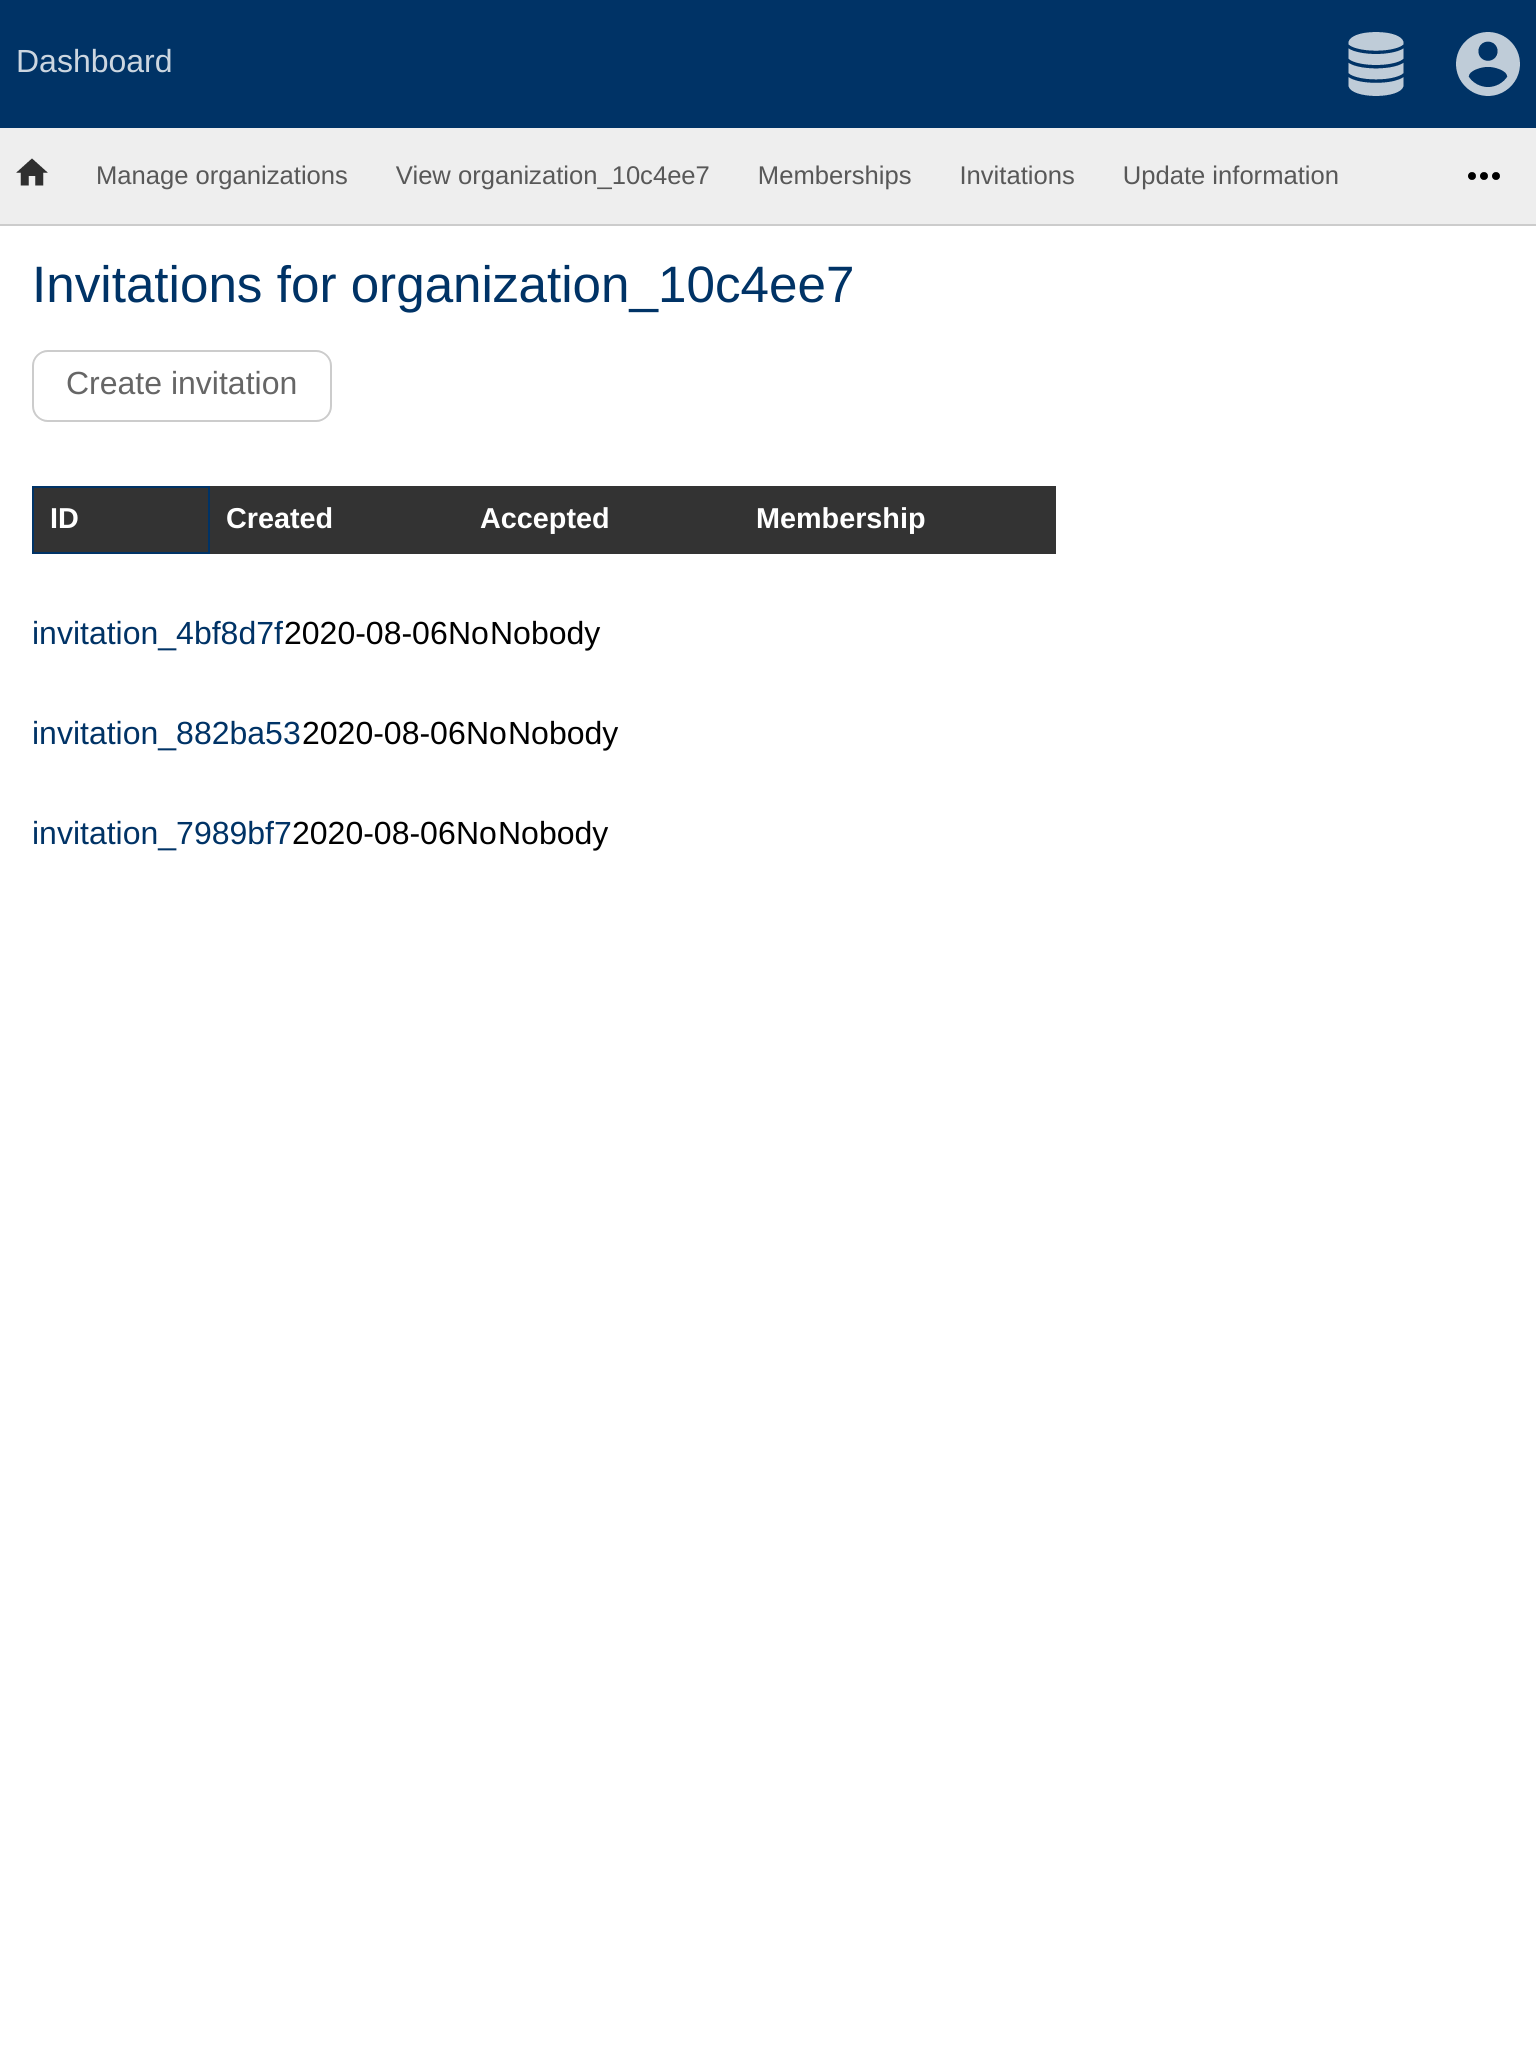 Dashboard
Manage organizations View organization_10c4ee7 Memberships Invitations Update information
Invitations for organization_10c4ee7
Create invitation
ID Created Accepted Membership
invitation_4bf8d7f2020-08-06NoNobody
invitation_882ba532020-08-06NoNobody
invitation_7989bf72020-08-06NoNobody